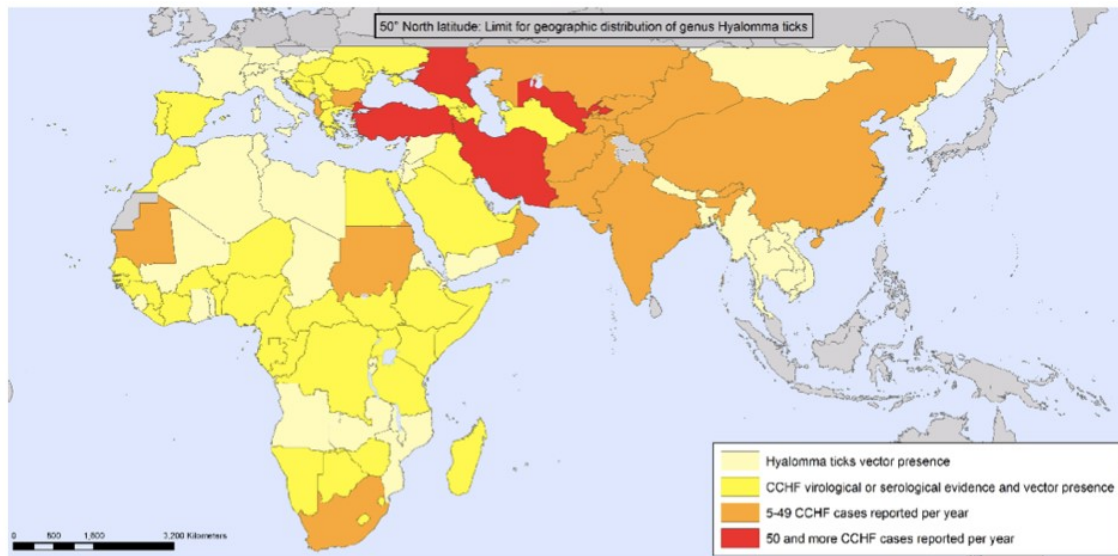 50° North latitude: Limit for geographic distribution of genus Hyalomma ticks
Hyalomma ticks vector presence
CCHF virological or serological evidence and vector presence
5-49 CCHF cases reported per year
50 and more CCHF cases reported per year
0 500 1,600 3,200 Kilometers